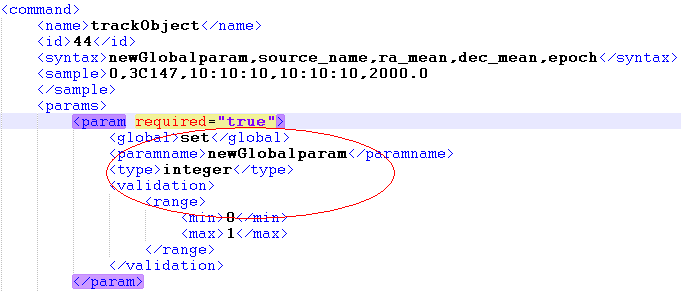 <command>
<name>trackObject</name>
<id>44</id>
<syntax>newGlobalparam,source_name,ra_mean,dec_mean,epoch</syntax>
<sample>0,3C147,10:10:10,10:10:10,2000.0
</sample>
<params>
<param required="true">
<global>set</global>
<paramname>newGlobalparam</paramname>
<type>integer</type>
<validation>
<range>
<min>0</min>
<max>1</max>
</range>
</validation>
</param>